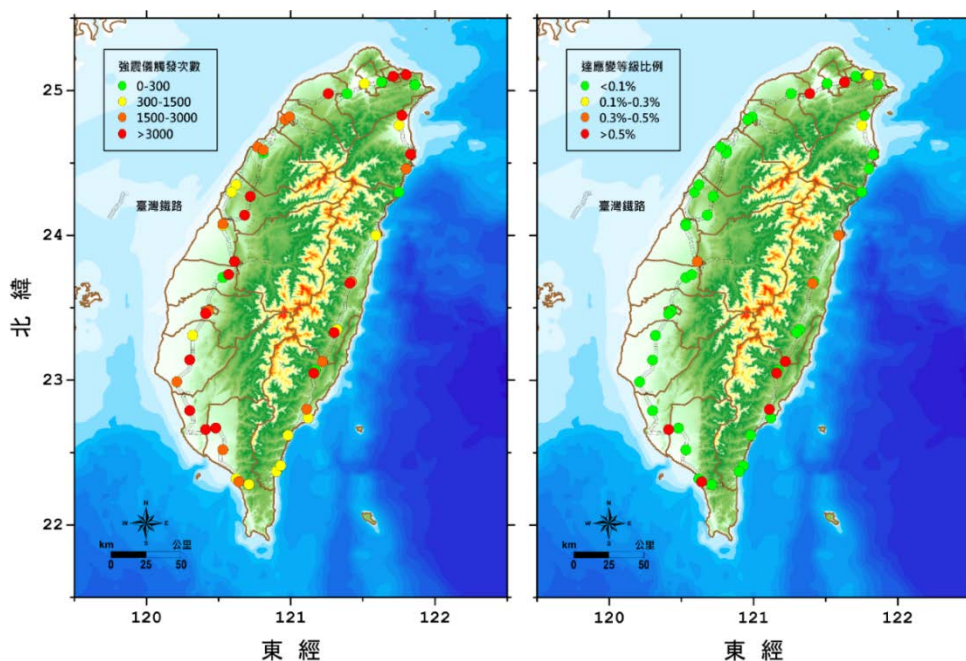 強震儀觸發次數
0-300
300-1500
1500-3000
>3000
臺灣鐵路
25
24
23
22
北緯
N
W
E
S
km
公里
0
25
50
120
121
122
東經
達應變等級比例
<0.1%
0.1%-0.3%
0.3%-0.5%
>0.5%
臺灣鐵路
N
W
E
S
km
公里
0
25
50
120
121
122
東經